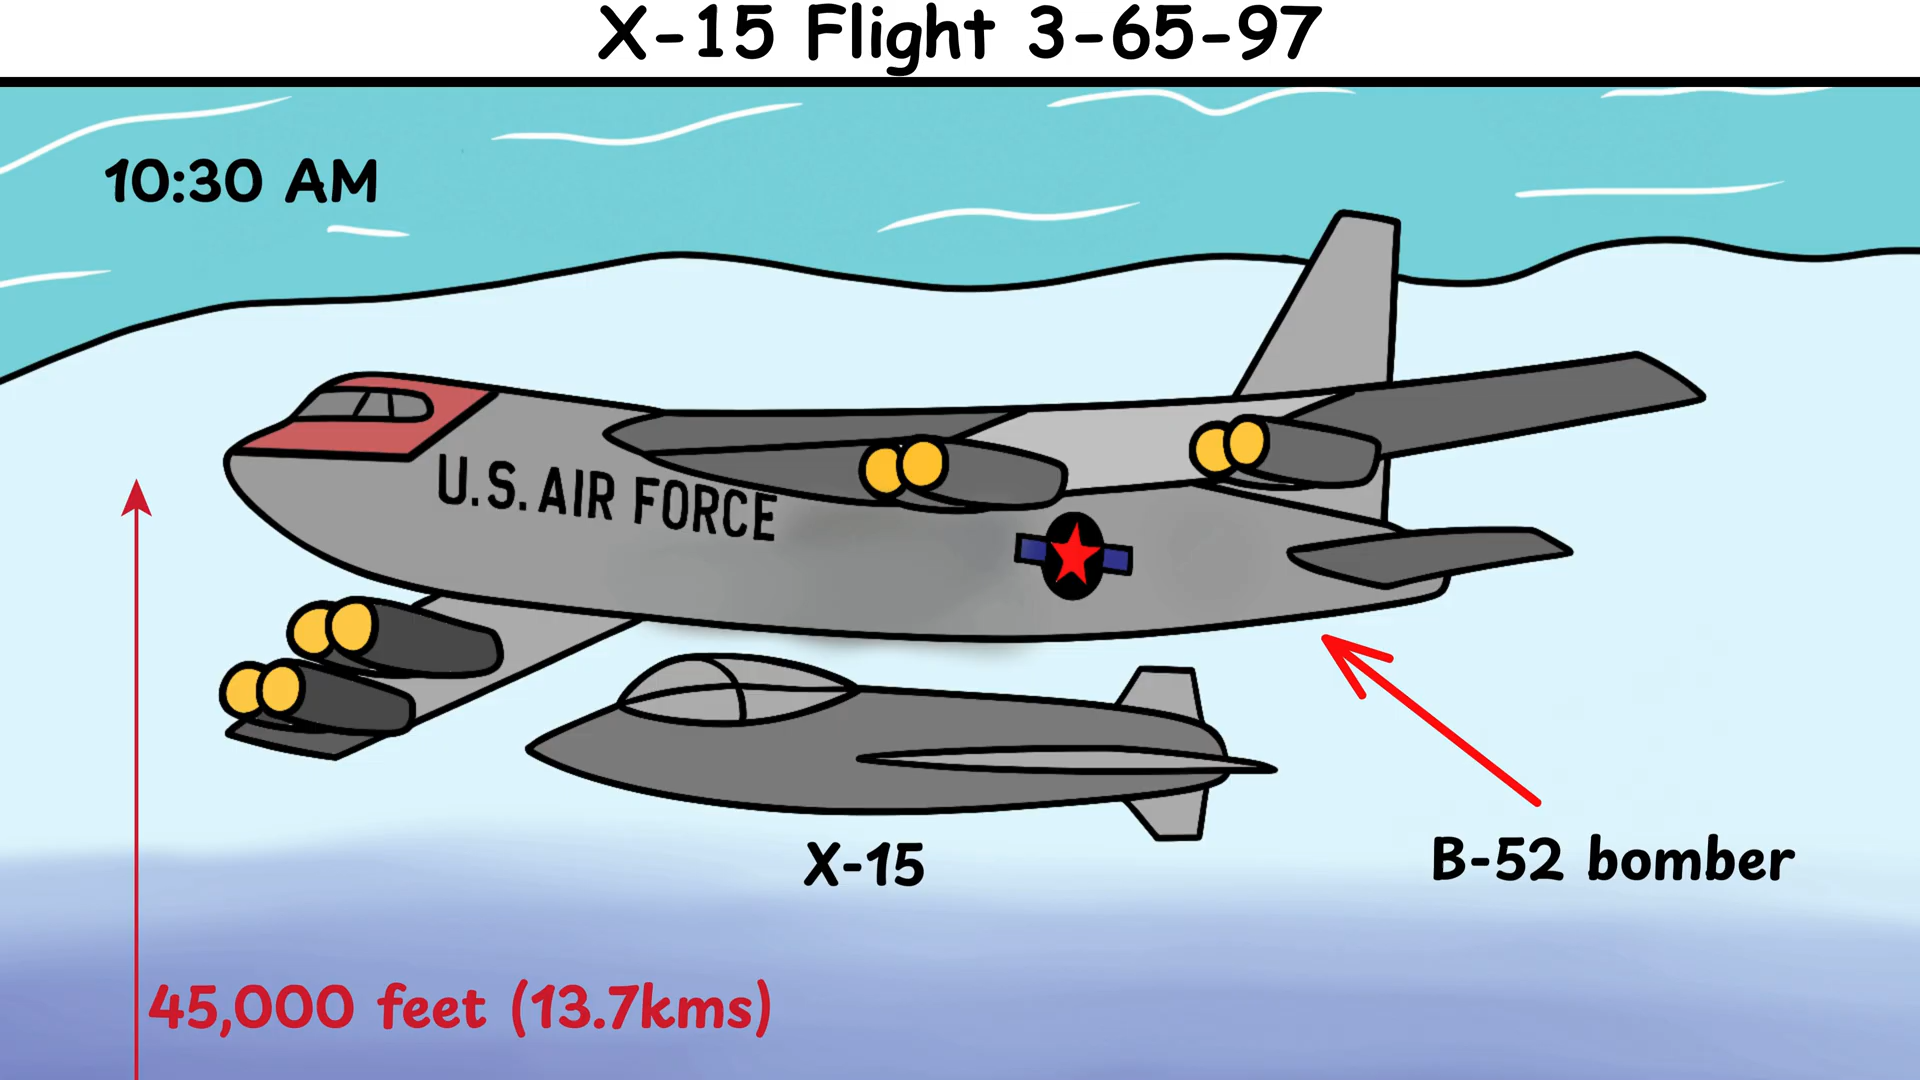 X-15 Flight 3-65-97
10:30 AM
U.S. AIR FORCE
X-15
B-52 bomber
45,000 feet (13.7kms)